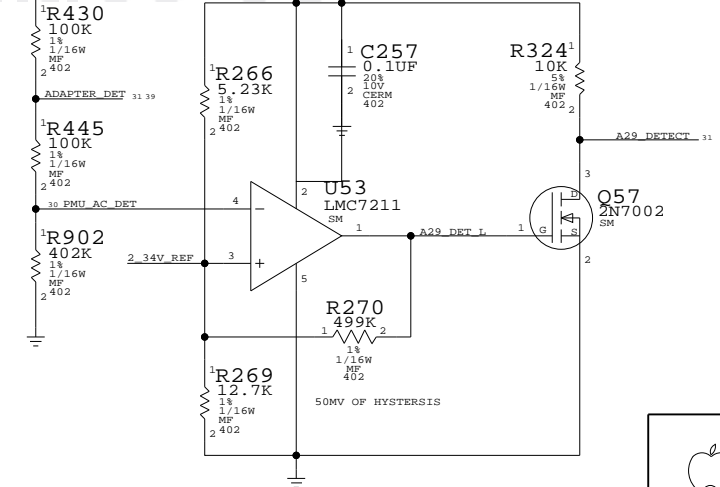 1 R430
100K
1%
1/16W
MF
2 402
ADAPTER_DET 31 39
1 R445
100K
1%
1/16W
MF
2 402
30 PMU_AC_DET
1 R902
402K
1%
1/16W
MF
2 402
1 R266
5.23K
1%
1/16W
MF
2 402
2_34V_REF
1 C257
0.1UF
20%
10V
2 CERM
402
R324 1
10K
5%
1/16W
MF
402 2
A29_DETECT 31
2 U53
LMC7211
SM
4 −
3 +
1
5
A29_DET_L
3
Q57
2N7002
SM
D
1 G S
2
R270
499K
1 2
1%
1/16W
MF
402
1 R269
12.7K
1%
1/16W
MF
2 402
50MV OF HYSTERSIS